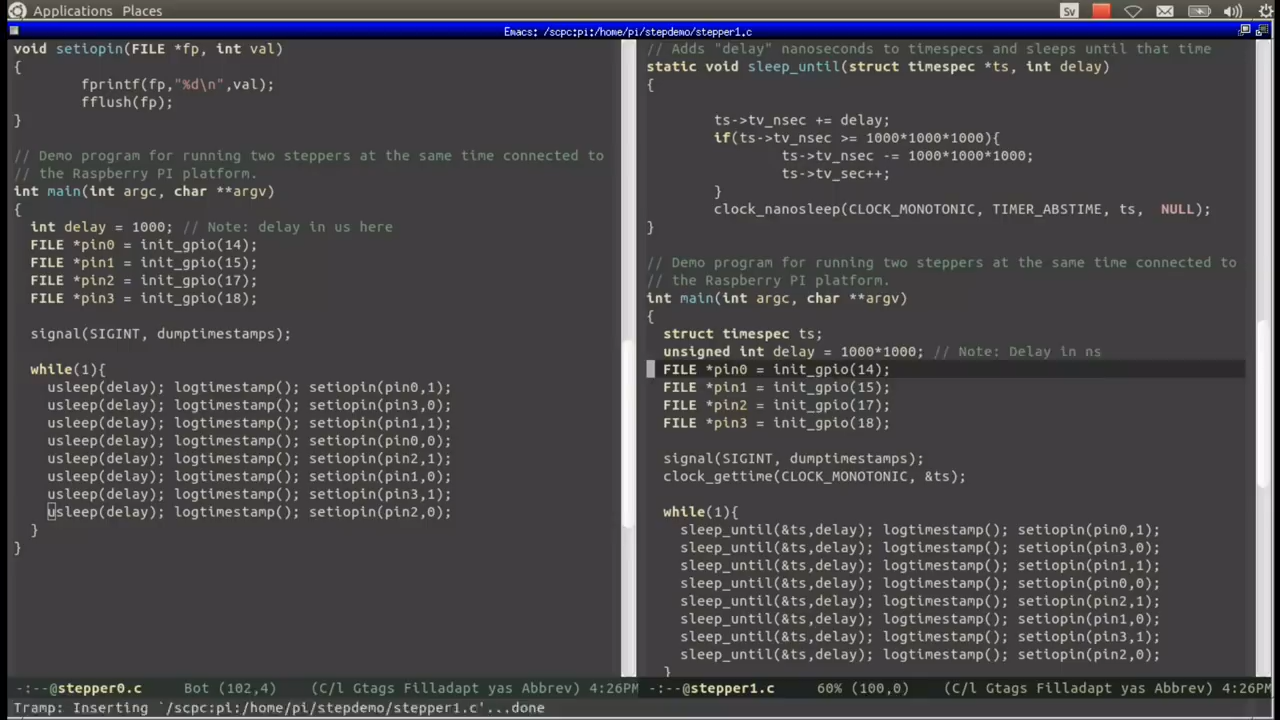 Applications Places
Sv
Emacs: /scpc:pi:/home/pi/stepdemo/stepper1.c
void setiopin(FILE *fp, int val)
{
fprintf(fp,"%d\n",val);
fflush(fp);
}
// Demo program for running two steppers at the same time connected to
// the Raspberry PI platform.
int main(int argc, char **argv)
{
int delay = 1000; // Note: delay in us here
FILE *pin0 = init_gpio(14);
FILE *pin1 = init_gpio(15);
FILE *pin2 = init_gpio(17);
FILE *pin3 = init_gpio(18);
signal(SIGINT, dumptimestamps);
while(1){
usleep(delay); logtimestamp(); setiopin(pin0,1);
usleep(delay); logtimestamp(); setiopin(pin3,0);
usleep(delay); logtimestamp(); setiopin(pin1,1);
usleep(delay); logtimestamp(); setiopin(pin0,0);
usleep(delay); logtimestamp(); setiopin(pin2,1);
usleep(delay); logtimestamp(); setiopin(pin1,0);
usleep(delay); logtimestamp(); setiopin(pin3,1);
usleep(delay); logtimestamp(); setiopin(pin2,0);
}
}
-:--@stepper0.c Bot (102,4) (C/l Gtags Filladapt yas Abbrev) 4:26PM
// Adds "delay" nanoseconds to timespecs and sleeps until that time
static void sleep_until(struct timespec *ts, int delay)
{
ts->tv_nsec += delay;
if(ts->tv_nsec >= 1000*1000*1000){
ts->tv_nsec -= 1000*1000*1000;
ts->tv_sec++;
}
clock_nanosleep(CLOCK_MONOTONIC, TIMER_ABSTIME, ts, NULL);
}
// Demo program for running two steppers at the same time connected to
// the Raspberry PI platform.
int main(int argc, char **argv)
{
struct timespec ts;
unsigned int delay = 1000*1000; // Note: Delay in ns
FILE *pin0 = init_gpio(14);
FILE *pin1 = init_gpio(15);
FILE *pin2 = init_gpio(17);
FILE *pin3 = init_gpio(18);
signal(SIGINT, dumptimestamps);
clock_gettime(CLOCK_MONOTONIC, &ts);
while(1){
sleep_until(&ts,delay); logtimestamp(); setiopin(pin0,1);
sleep_until(&ts,delay); logtimestamp(); setiopin(pin3,0);
sleep_until(&ts,delay); logtimestamp(); setiopin(pin1,1);
sleep_until(&ts,delay); logtimestamp(); setiopin(pin0,0);
sleep_until(&ts,delay); logtimestamp(); setiopin(pin2,1);
sleep_until(&ts,delay); logtimestamp(); setiopin(pin1,0);
sleep_until(&ts,delay); logtimestamp(); setiopin(pin3,1);
sleep_until(&ts,delay); logtimestamp(); setiopin(pin2,0);
}
-:--@stepper1.c 60% (100,0) (C/l Gtags Filladapt yas Abbrev) 4:26PM
Tramp: Inserting `/scpc:pi:/home/pi/stepdemo/stepper1.c'...done